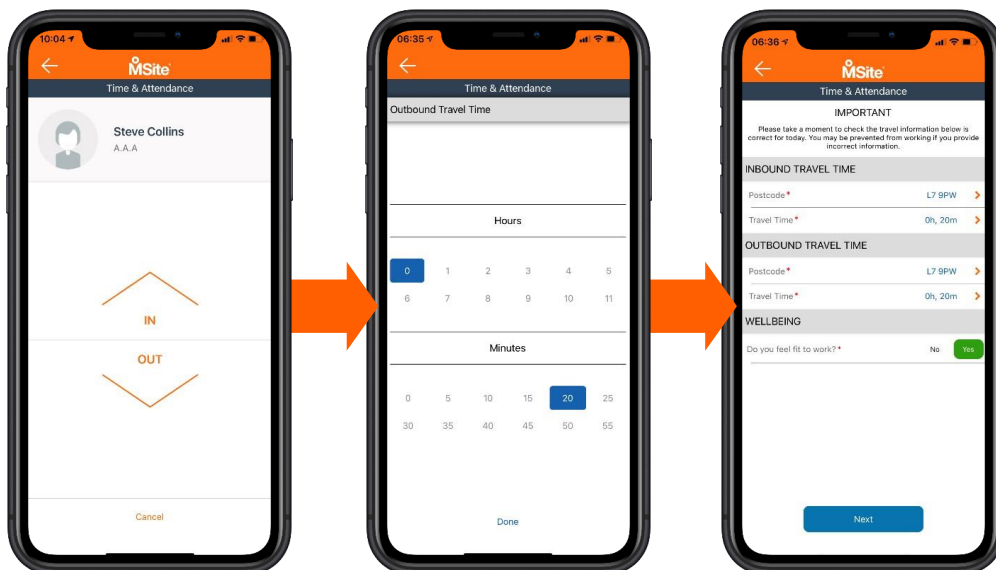 10:04
MSite
Time & Attendance
Steve Collins
A.A.A
IN
OUT
Cancel
06:35
Time & Attendance
Outbound Travel Time
Hours
0 1 2 3 4 5
6 7 8 9 10 11
Minutes
0 5 10 15 20 25
30 35 40 45 50 55
Done
06:36
MSite
Time & Attendance
IMPORTANT
Please take a moment to check the travel information below is
correct for today. You may be prevented from working if you provide
incorrect information.
INBOUND TRAVEL TIME
Postcode* L7 9PW
Travel Time* 0h, 20m
OUTBOUND TRAVEL TIME
Postcode* L7 9PW
Travel Time* 0h, 20m
WELLBEING
Do you feel fit to work?* No Yes
Next